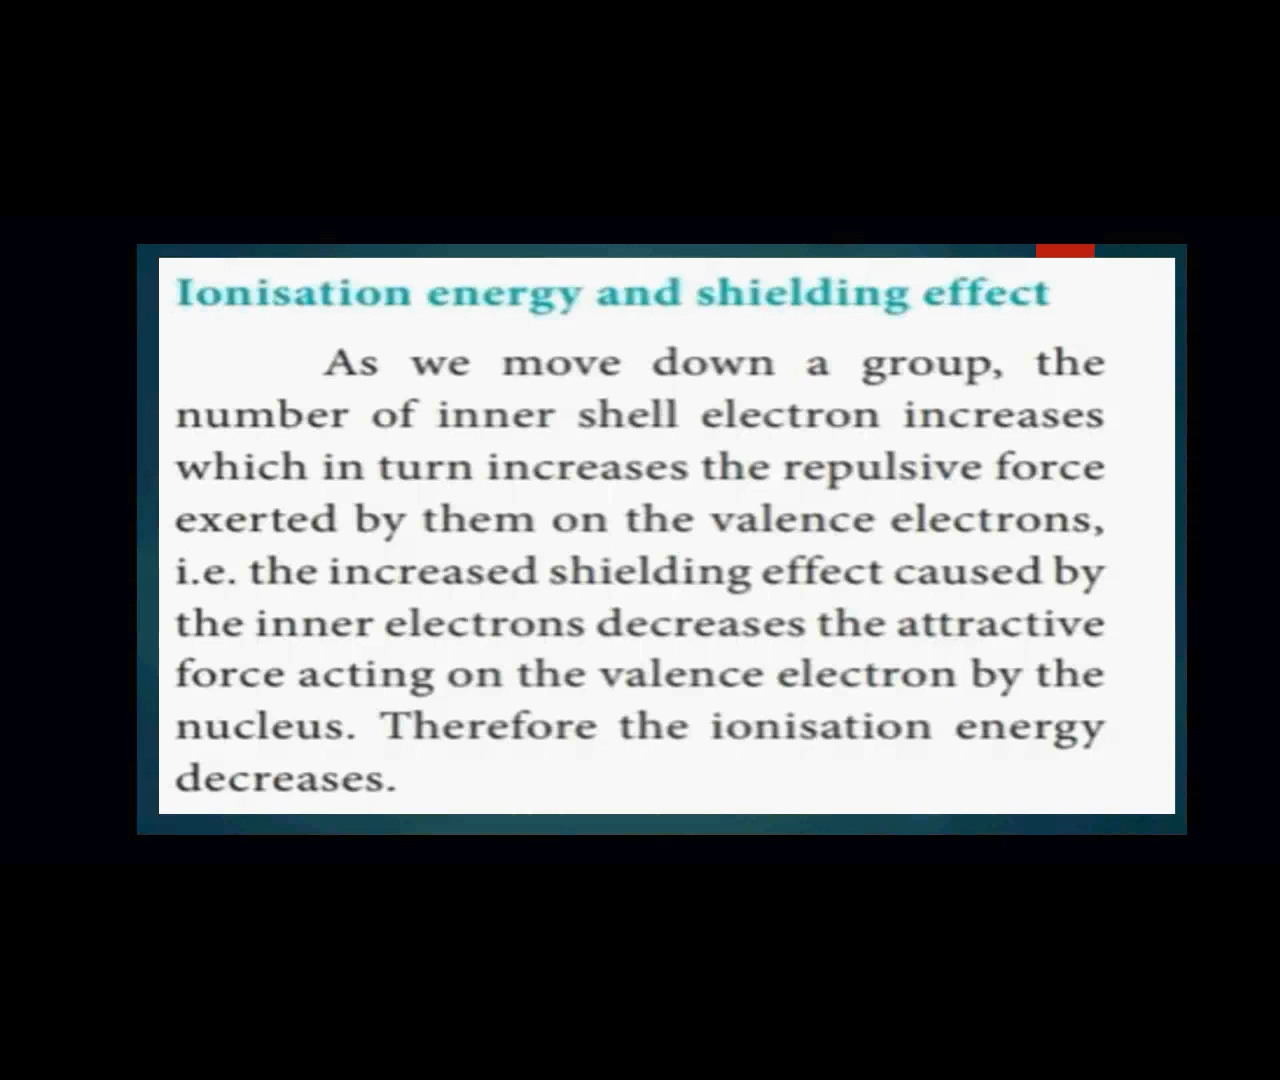 Ionisation energy and shielding effect
As we move down a group, the
number of inner shell electron increases
which in turn increases the repulsive force
exerted by them on the valence electrons,
i.e. the increased shielding effect caused by
the inner electrons decreases the attractive
force acting on the valence electron by the
nucleus. Therefore the ionisation energy
decreases.